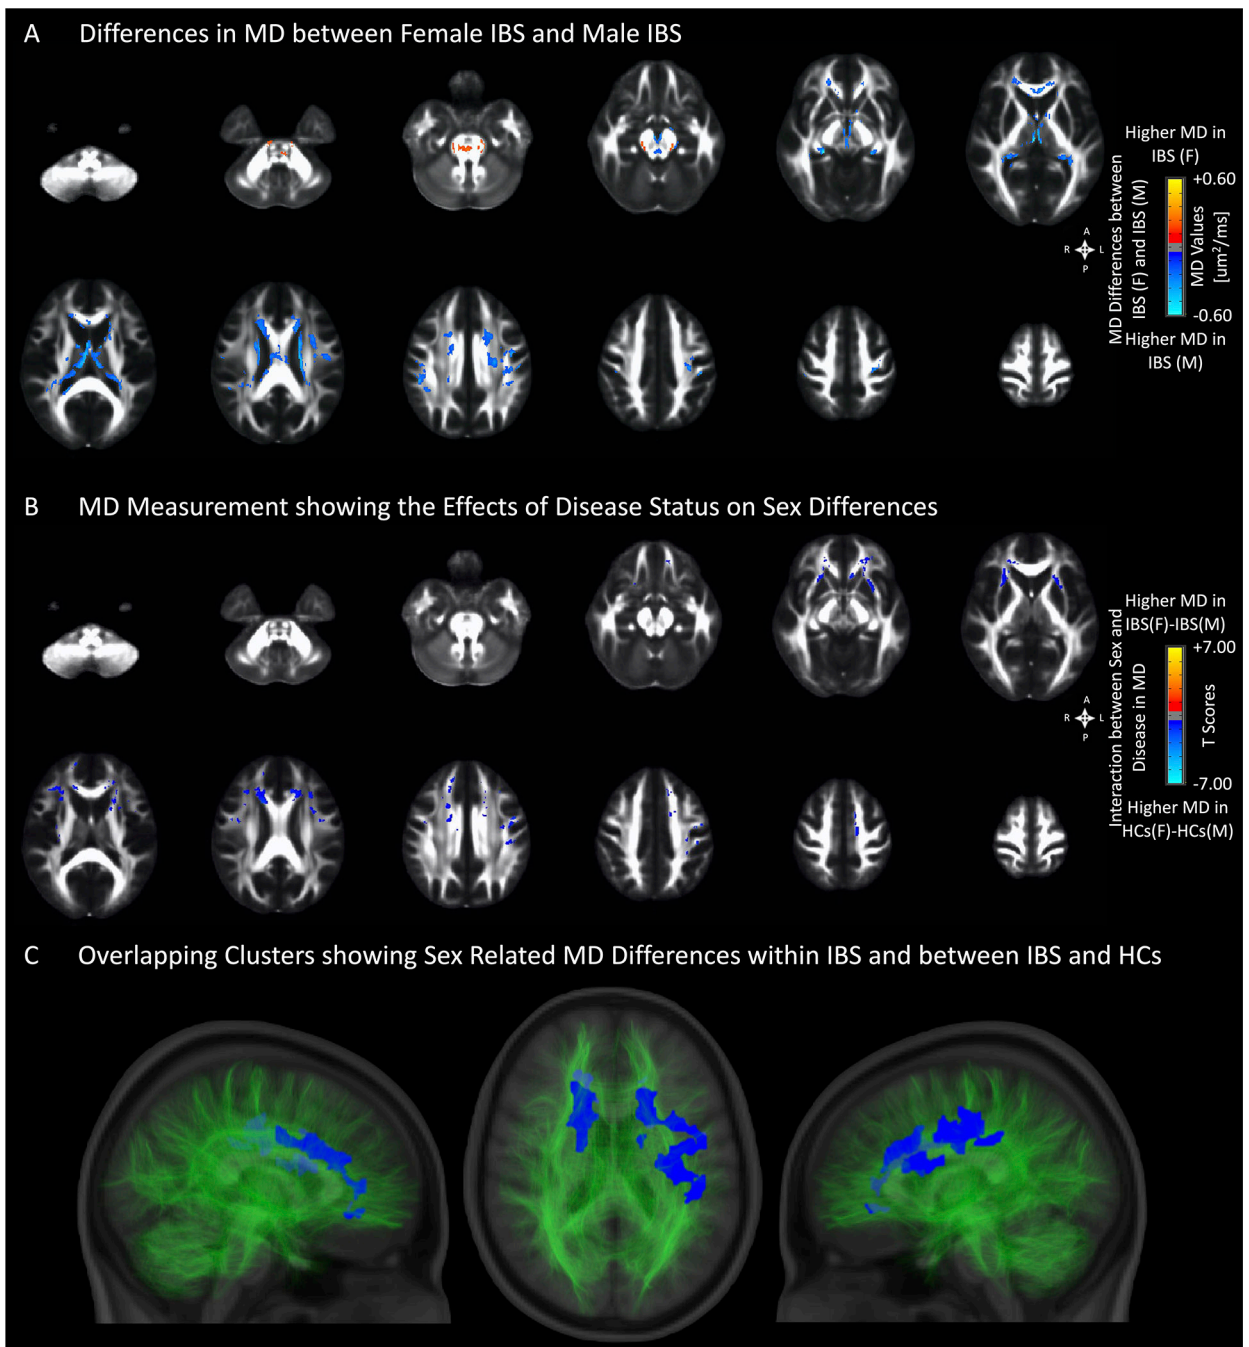 A Differences in MD between Female IBS and Male IBS
Higher MD in
IBS (F)
MD Differences between
IBS (F) and IBS (M)
+0.60
MD Values
[um²/ms]
-0.60
A
R L
P
Higher MD in
IBS (M)
B MD Measurement showing the Effects of Disease Status on Sex Differences
Higher MD in
IBS(F)-IBS(M)
Interaction between Sex and
Disease in MD
+7.00
T Scores
-7.00
A
R L
P
Higher MD in
HCs(F)-HCs(M)
C Overlapping Clusters showing Sex Related MD Differences within IBS and between IBS and HCs